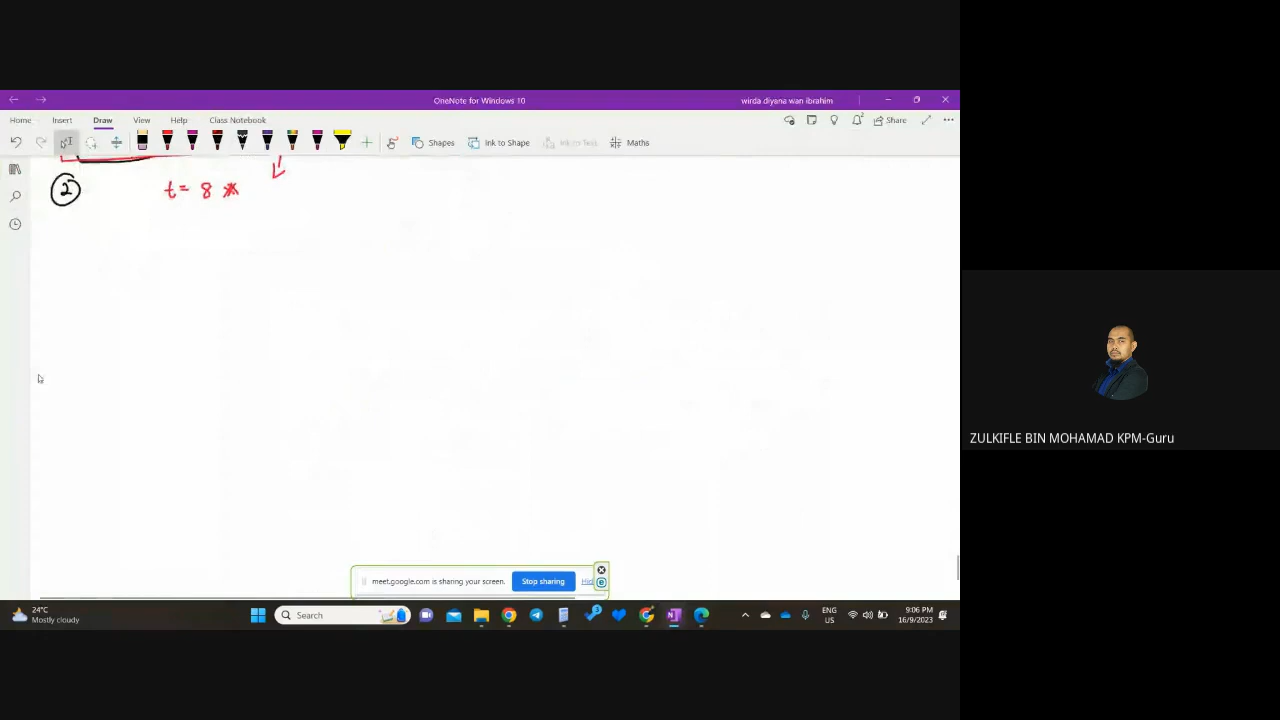 OneNote for Windows 10
wirda diyana wan ibrahim
Home Insert Draw View Help Class Notebook
Share
Shapes Ink to Shape Ink to Text Maths
2 t = 8
ZULKIFLE BIN MOHAMAD KPM-Guru
meet.google.com is sharing your screen. Stop sharing
24°C
Mostly cloudy
Search
ENG
US
9:06 PM
16/9/2023